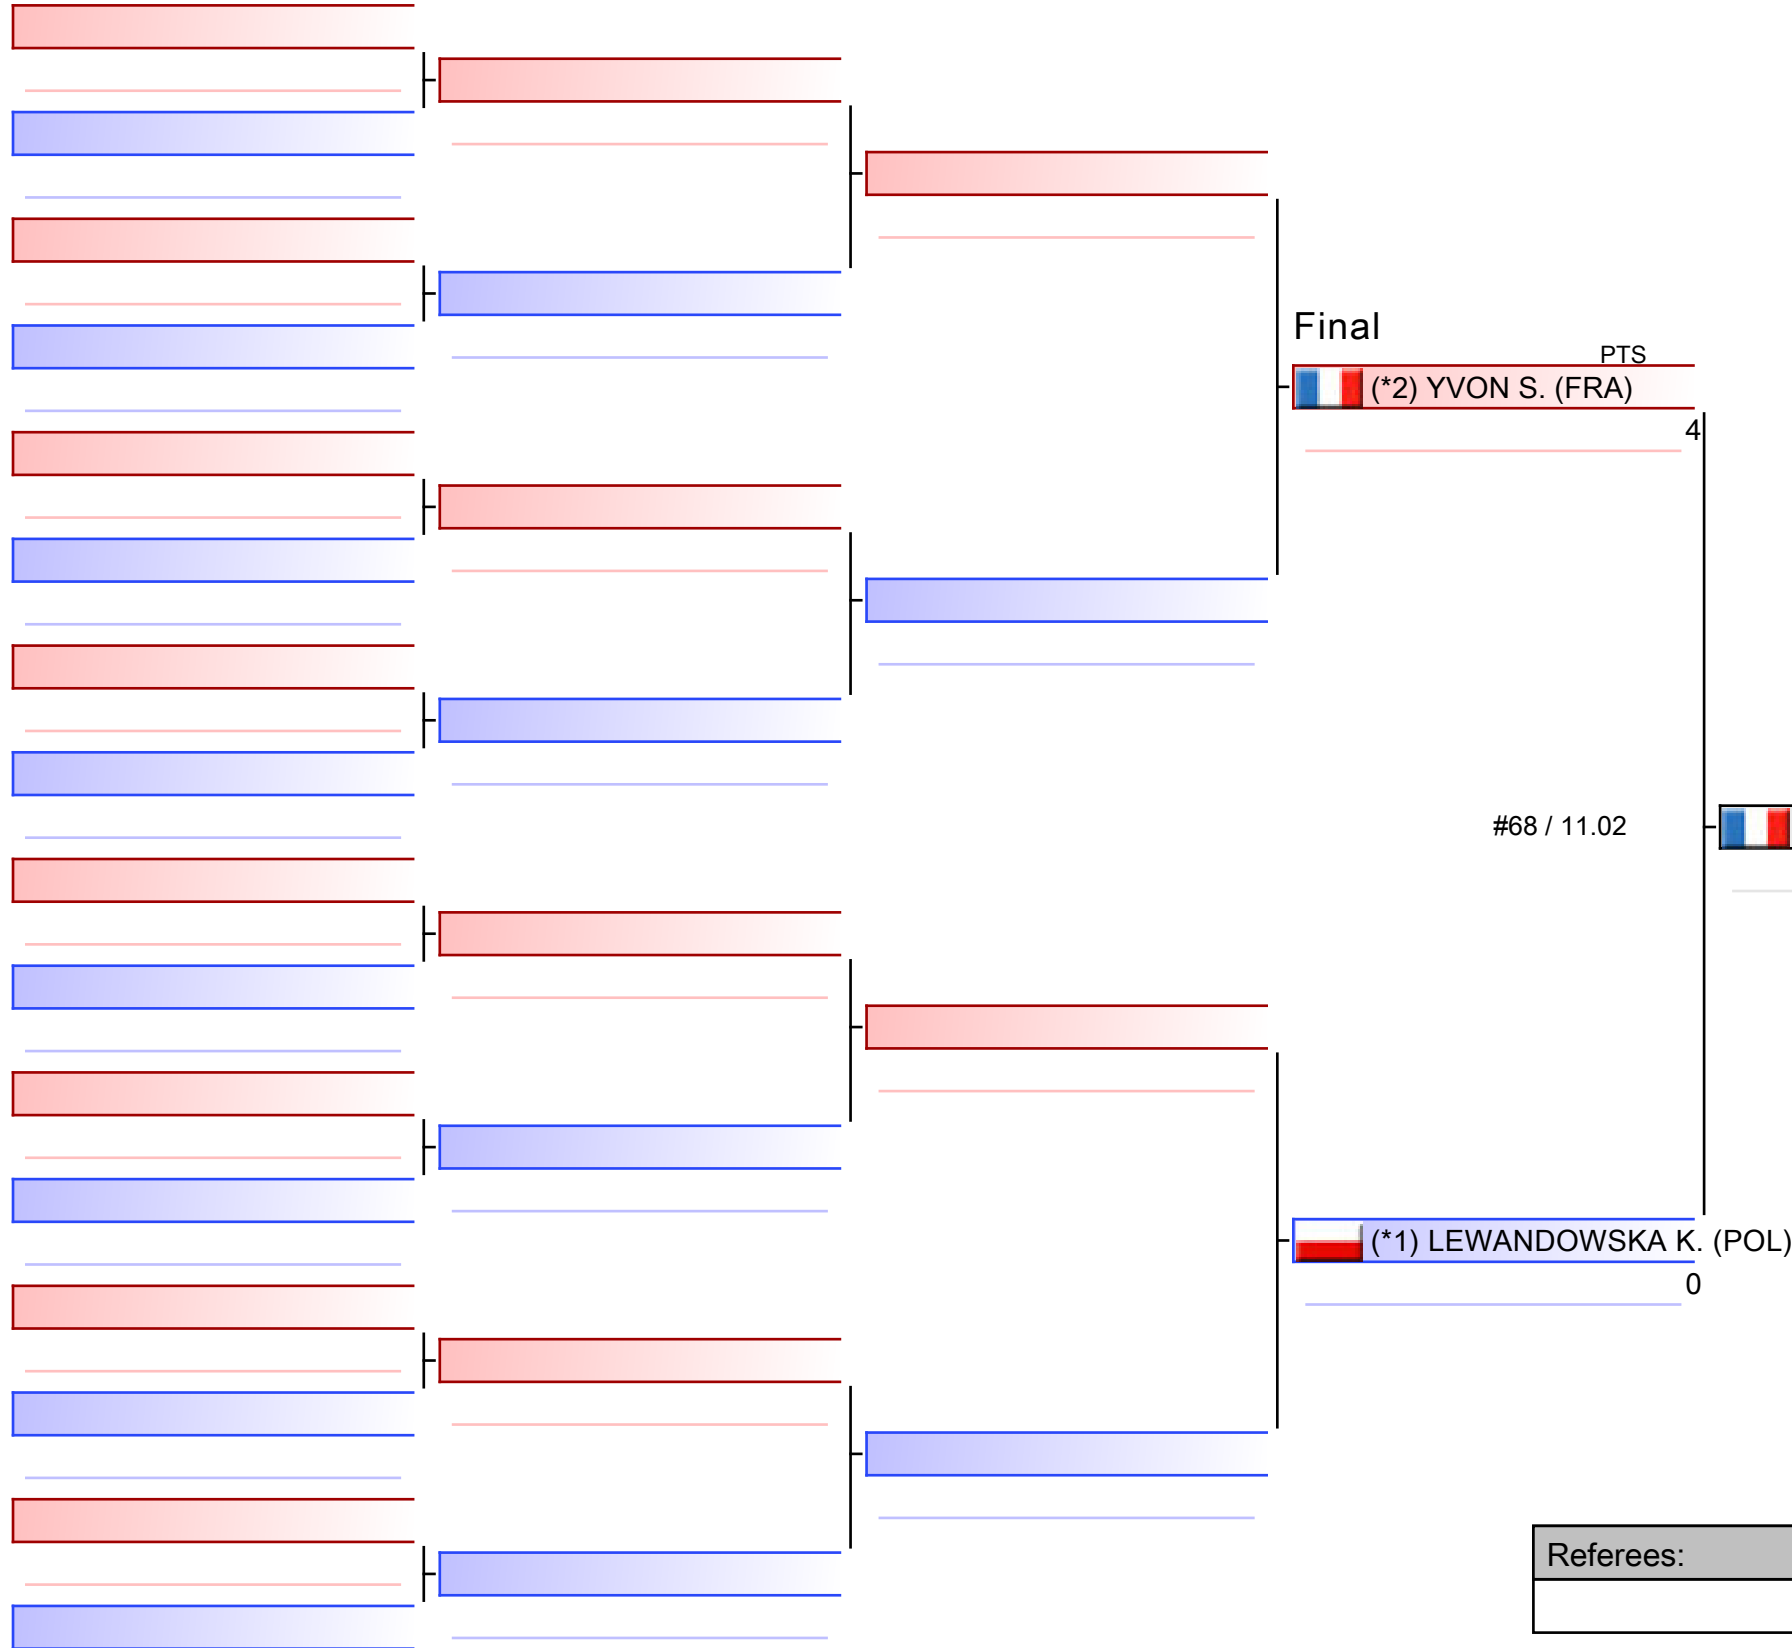 Final
PTS
(*2) YVON S. (FRA)
4
#68 / 11.02
(*1) LEWANDOWSKA K. (POL)
0
Referees: